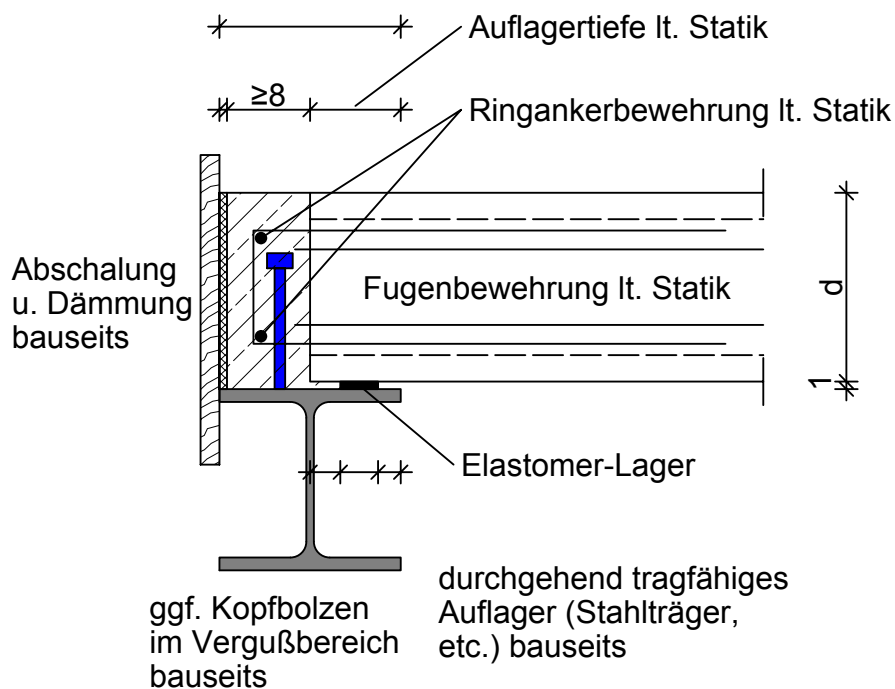 Auflagertiefe lt. Statik
≥8
Ringankerbewehrung lt. Statik
Abschalung
u. Dämmung
bauseits
Fugenbewehrung lt. Statik
d
1
Elastomer-Lager
durchgehend tragfähiges
Auflager (Stahlträger,
etc.) bauseits
ggf. Kopfbolzen
im Vergußbereich
bauseits